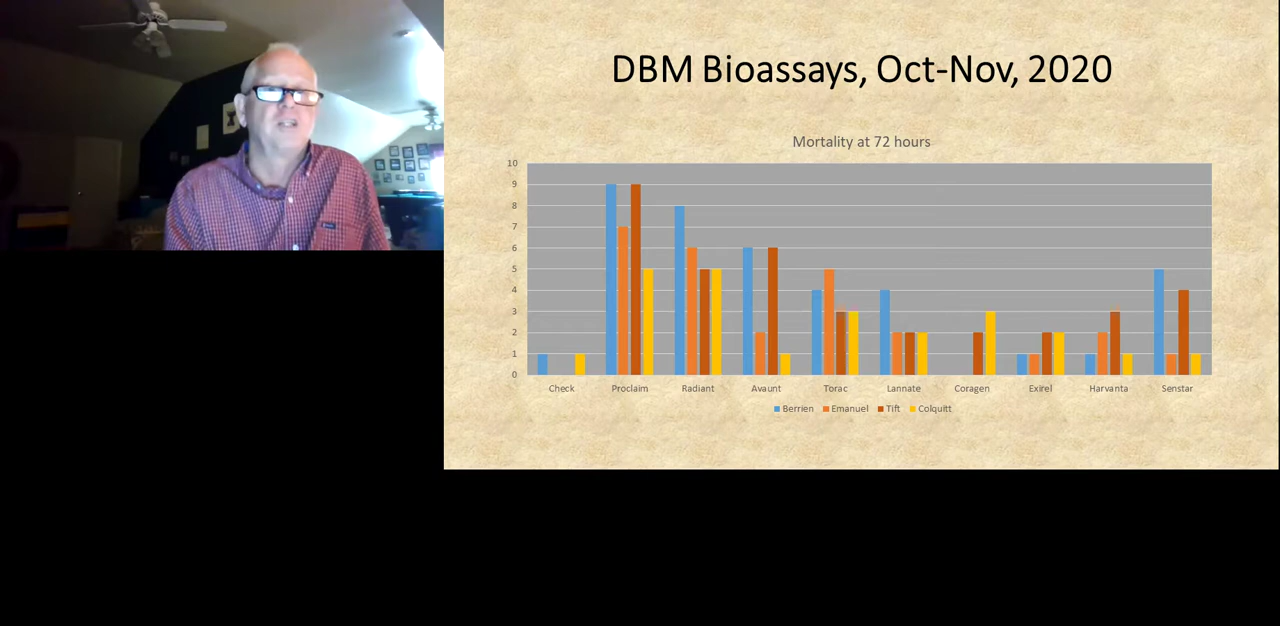 DBM Bioassays, Oct-Nov, 2020
Mortality at 72 hours
10
9
8
7
6
5
4
3
2
1
0
Check Proclaim Radiant Avaunt Torac Lannate Coragen Exirel Harvanta Senstar
Berrien Emanuel Tift Colquitt